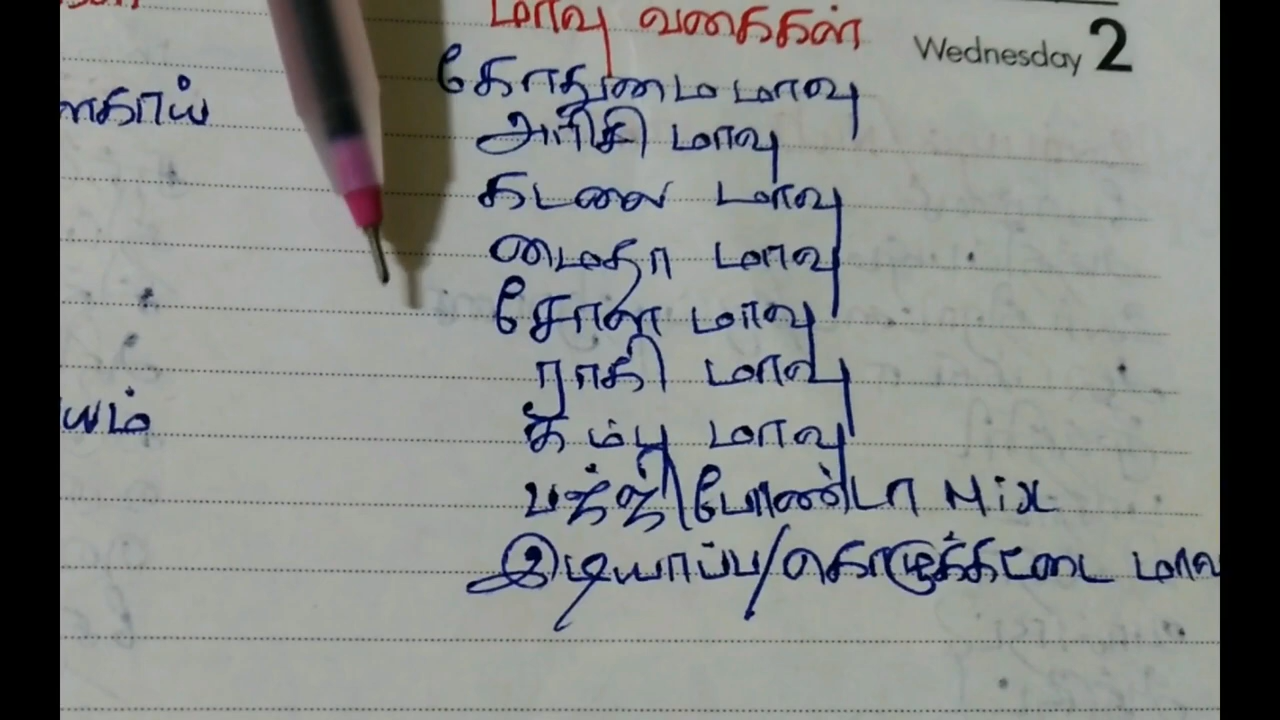 மாவு வகைகள்
Wednesday 2
கோதுமை மாவு
அரிசி மாவு
கடலை மாவு
மைதா மாவு
சோள மாவு
ராகி மாவு
கம்பு மாவு
பஜ்ஜி/போண்டா Mix
இடியாப்ப/கொழுக்கட்டை மாவு